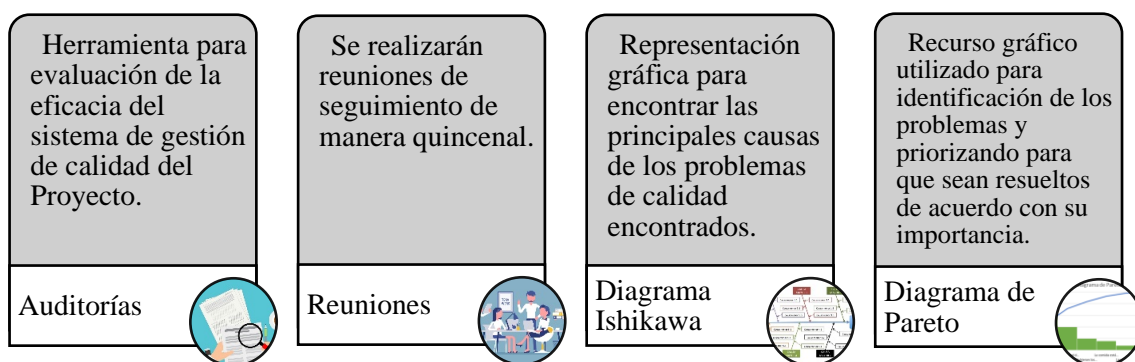 Herramienta para
evaluación de la
eficacia del
sistema de gestión
de calidad del
Proyecto.
Auditorías
Se realizarán
reuniones de
seguimiento de
manera quincenal.
Reuniones
Representación
gráfica para
encontrar las
principales causas
de los problemas
de calidad
encontrados.
Diagrama
Ishikawa
Recurso gráfico
utilizado para
identificación de los
problemas y
priorizando para
que sean resueltos
de acuerdo con su
importancia.
Diagrama de
Pareto